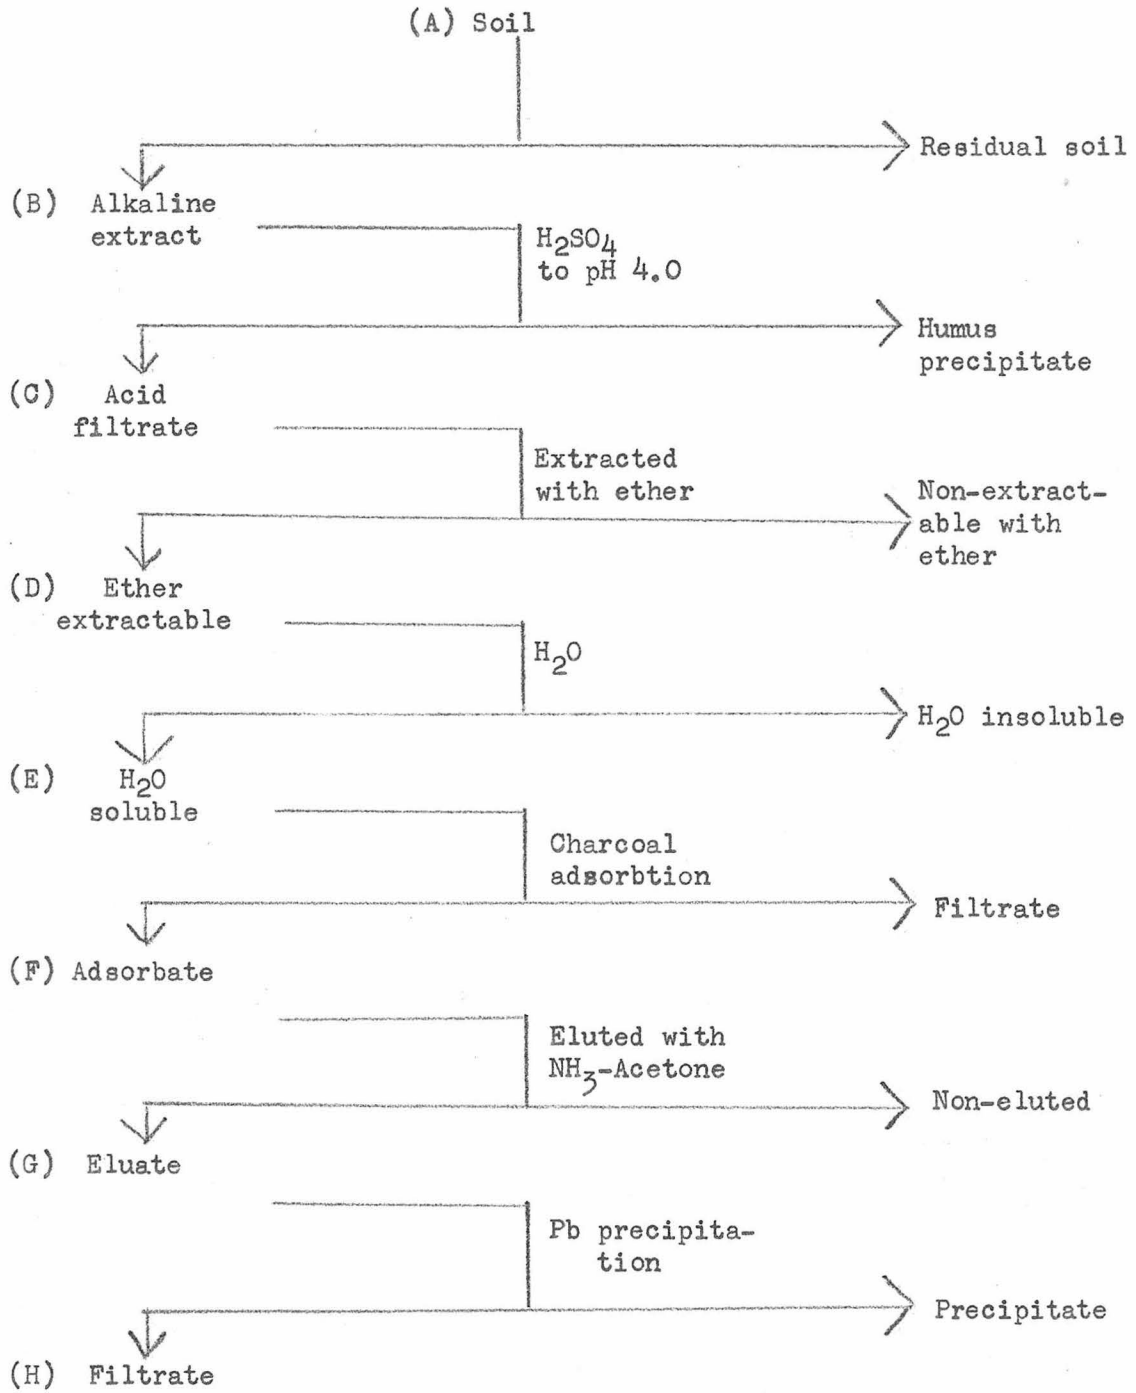 (A) Soil
Residual soil
(B) Alkaline
extract
H2SO4
to pH 4.0
Humus
precipitate
(C) Acid
filtrate
Extracted
with ether
Non-extract-
able with
ether
(D) Ether
extractable
H2O
H2O insoluble
(E) H2O
soluble
Charcoal
adsorbtion
Filtrate
(F) Adsorbate
Eluted with
NH3-Acetone
Non-eluted
(G) Eluate
Pb precipita-
tion
Precipitate
(H) Filtrate